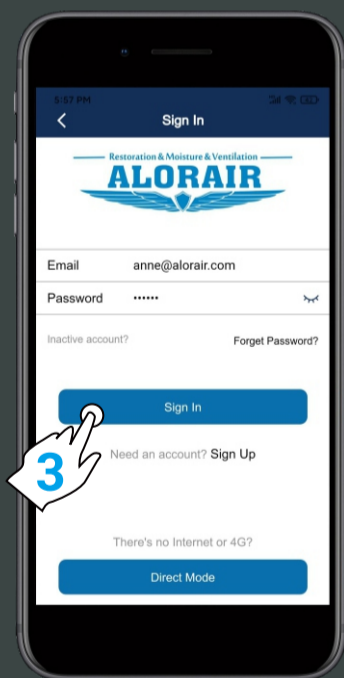 5:57 PM
Sign In
Restoration & Moisture & Ventilation
ALORAIR
Email anne@alorair.com
Password ••••••
Inactive account? Forget Password?
Sign In
3
Need an account? Sign Up
There's no Internet or 4G?
Direct Mode